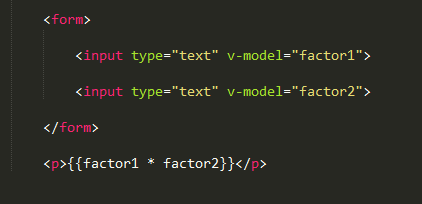 <form>
<input type="text" v-model="factor1">
<input type="text" v-model="factor2">
</form>
<p>{{factor1 * factor2}}</p>